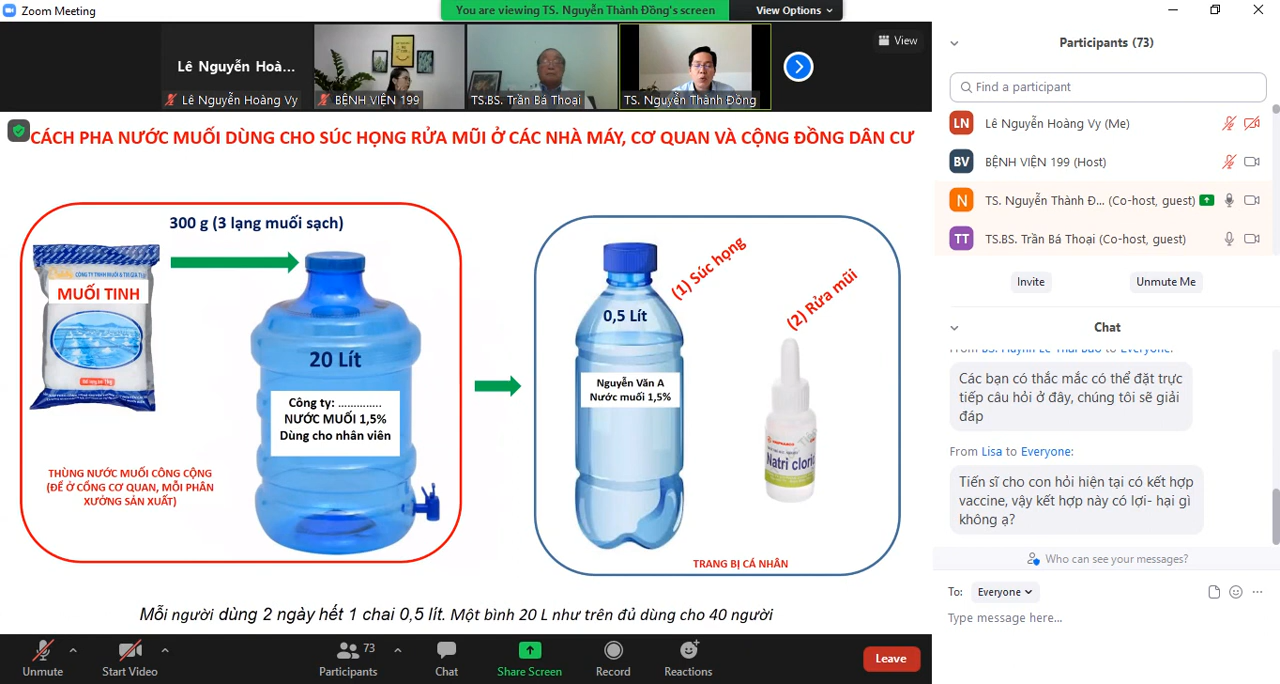 Zoom Meeting
You are viewing TS. Nguyễn Thành Đồng's screen
View Options
Lê Nguyễn Hoà...
Lê Nguyễn Hoàng Vy
BỆNH VIỆN 199
TS.BS. Trần Bá Thoại
TS. Nguyễn Thành Đồng
View
CÁCH PHA NƯỚC MUỐI DÙNG CHO SÚC HỌNG RỬA MŨI Ở CÁC NHÀ MÁY, CƠ QUAN VÀ CỘNG ĐỒNG DÂN CƯ
300 g (3 lạng muối sạch)
MUỐI TINH
20 Lít
Công ty: ..............
NƯỚC MUỐI 1,5%
Dùng cho nhân viên
THÙNG NƯỚC MUỐI CÔNG CỘNG
(ĐỂ Ở CỔNG CƠ QUAN, MỖI PHÂN
XƯỞNG SẢN XUẤT)
0,5 Lít
Nguyễn Văn A
Nước muối 1,5%
(1) Súc họng
(2) Rửa mũi
Natri clorid
TRANG BỊ CÁ NHÂN
Mỗi người dùng 2 ngày hết 1 chai 0,5 lít. Một bình 20 L như trên đủ dùng cho 40 người
Unmute
Start Video
Participants
73
Chat
Share Screen
Record
Reactions
Leave
Participants (73)
Find a participant
LN
Lê Nguyễn Hoàng Vy (Me)
BV
BỆNH VIỆN 199 (Host)
N
TS. Nguyễn Thành Đ... (Co-host, guest)
TT
TS.BS. Trần Bá Thoại (Co-host, guest)
Invite
Unmute Me
Chat
Các bạn có thắc mắc có thể đặt trực
tiếp câu hỏi ở đây, chúng tôi sẽ giải
đáp
From Lisa to Everyone:
Tiến sĩ cho con hỏi hiện tại có kết hợp
vaccine, vậy kết hợp này có lợi- hại gì
không ạ?
Who can see your messages?
To:
Everyone
Type message here...